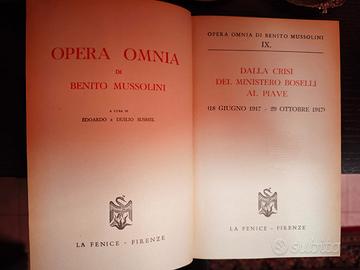 OPERA OMNIA
DI
BENITO MUSSOLINI
A CURA DI
EDOARDO E DUILIO SUSMEL
LA FENICE - FIRENZE
OPERA OMNIA DI BENITO MUSSOLINI
IX.
DALLA CRISI
DEL MINISTERO BOSELLI
AL PIAVE
(18 GIUGNO 1917 - 29 OTTOBRE 1917)
LA FENICE - FIRENZE
subito